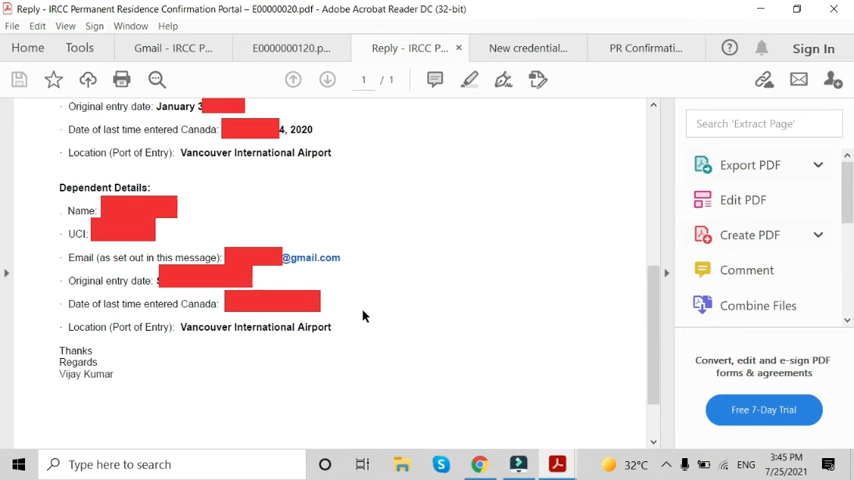 Reply - IRCC Permanent Residence Confirmation Portal - E00000020.pdf - Adobe Acrobat Reader DC (32-bit)
File Edit View Sign Window Help
Home Tools Gmail - IRCC P... E0000000120.p... Reply - IRCC P... × New credential... PR Confirmati... Sign In
1 / 1
· Original entry date: January 3
· Date of last time entered Canada: 4, 2020
· Location (Port of Entry): Vancouver International Airport
Dependent Details:
. Name:
· UCI:
· Email (as set out in this message): @gmail.com
· Original entry date:
· Date of last time entered Canada:
· Location (Port of Entry): Vancouver International Airport
Thanks
Regards
Vijay Kumar
Search 'Extract Page'
Export PDF
Edit PDF
Create PDF
Comment
Combine Files
Convert, edit and e-sign PDF
forms & agreements
Free 7-Day Trial
Type here to search
32°C ENG 3:45 PM
7/25/2021